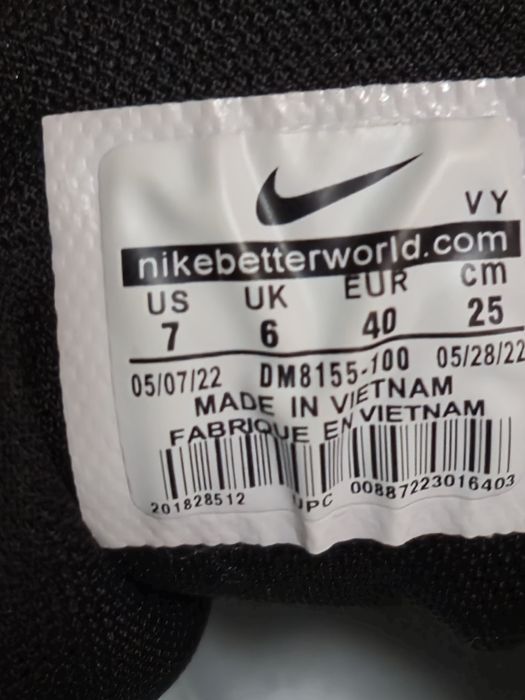 VY
nikebetterworld.com
US UK EUR cm
7 6 40 25
05/07/22 DM8155-100 05/28/22
MADE IN VIETNAM
FABRIQUE EN VIETNAM
201828512 UPC 00887223016403